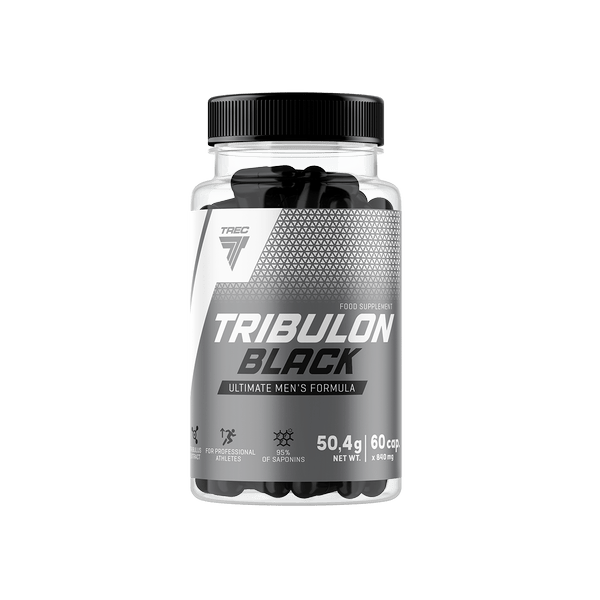 TREC
FOOD SUPPLEMENT
TRIBULON
BLACK
ULTIMATE MEN'S FORMULA
FOR PROFESSIONAL
ATHLETES
95%
OF SAPONINS
50,4g
NET WT.
60 cap.
x 840 mg